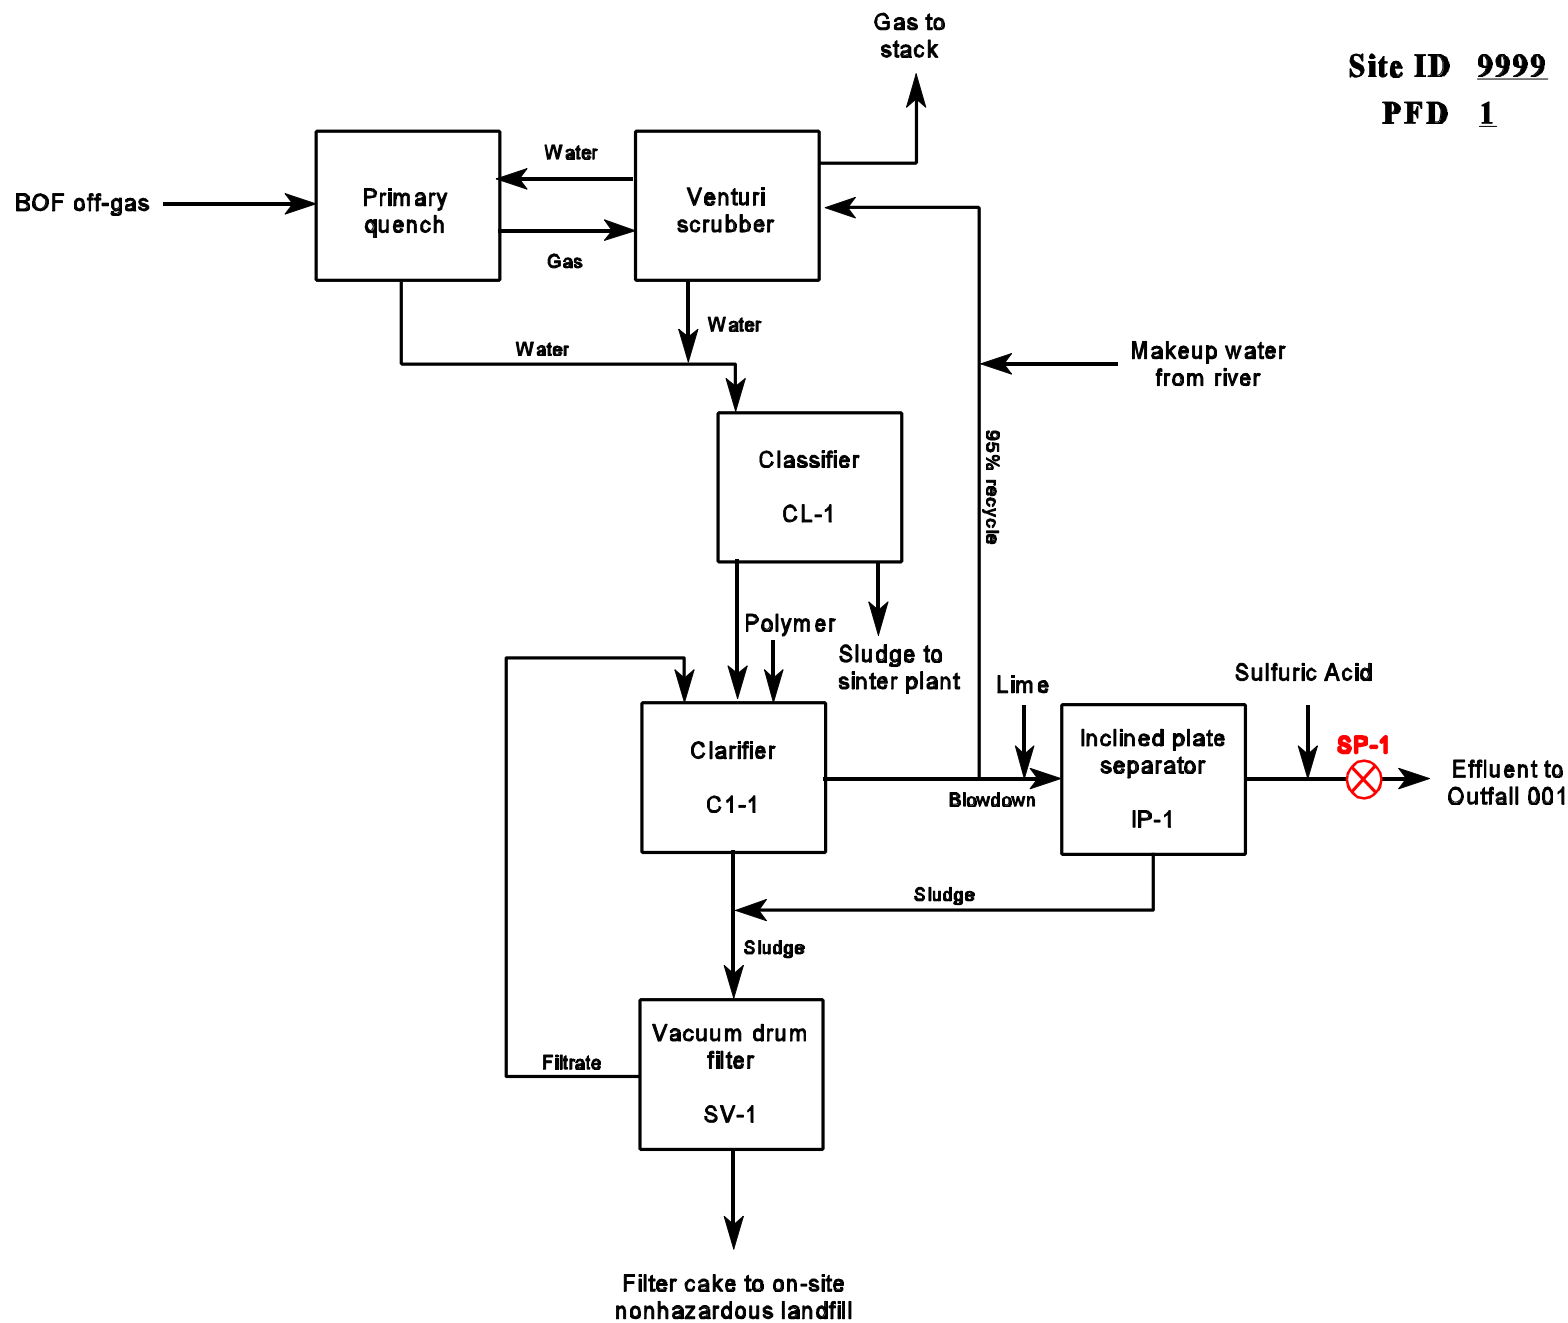 Gas to
stack
Site ID 9999
PFD 1
Water
BOF off-gas
Primary
quench
Venturi
scrubber
Gas
Water
Water
Makeup water
from river
95% recycle
Classifier
CL-1
Polymer
Sludge to
sinter plant
Lime
Sulfuric Acid
Clarifier
C1-1
Inclined plate
separator
IP-1
SP-1
Effluent to
Outfall 001
Blowdown
Sludge
Sludge
Vacuum drum
filter
SV-1
Filtrate
Filter cake to on-site
nonhazardous landfill